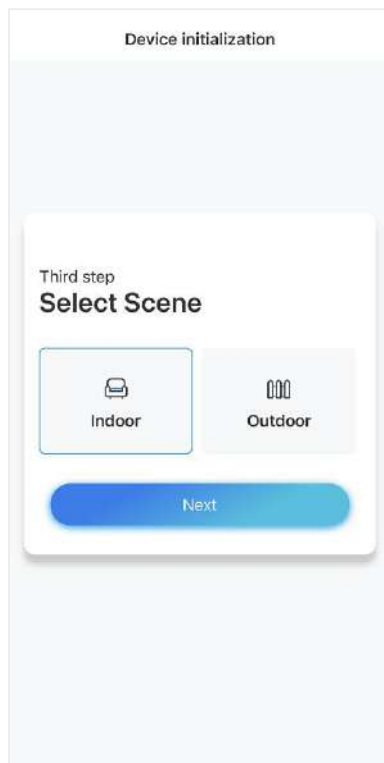 Device initialization
Third step
Select Scene
Indoor
Outdoor
Next